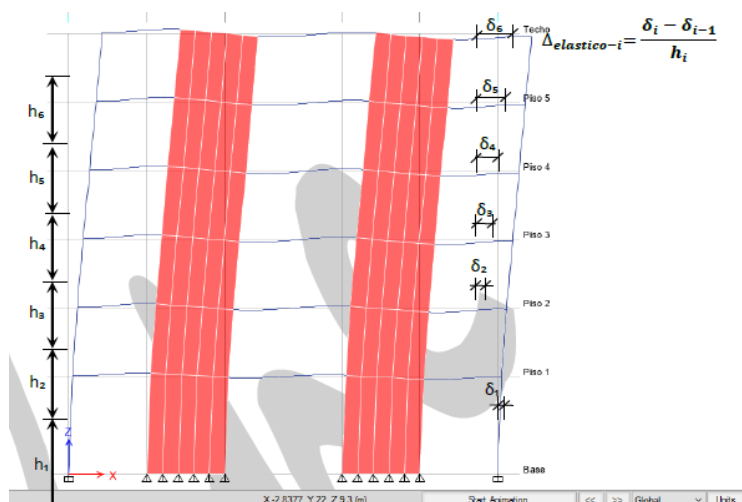 δ₆
Techo
Δelastico-i = (δi − δi-1) / hi
h₆
δ₅
Piso 5
h₅
δ₄
Piso 4
h₄
δ₃
Piso 3
h₃
δ₂
Piso 2
h₂
δ₁
Piso 1
h₁
Z
X
Base
X -2.8377 Y 22 Z 9.3 (m)
Start Animation
<<
>>
Global
Units